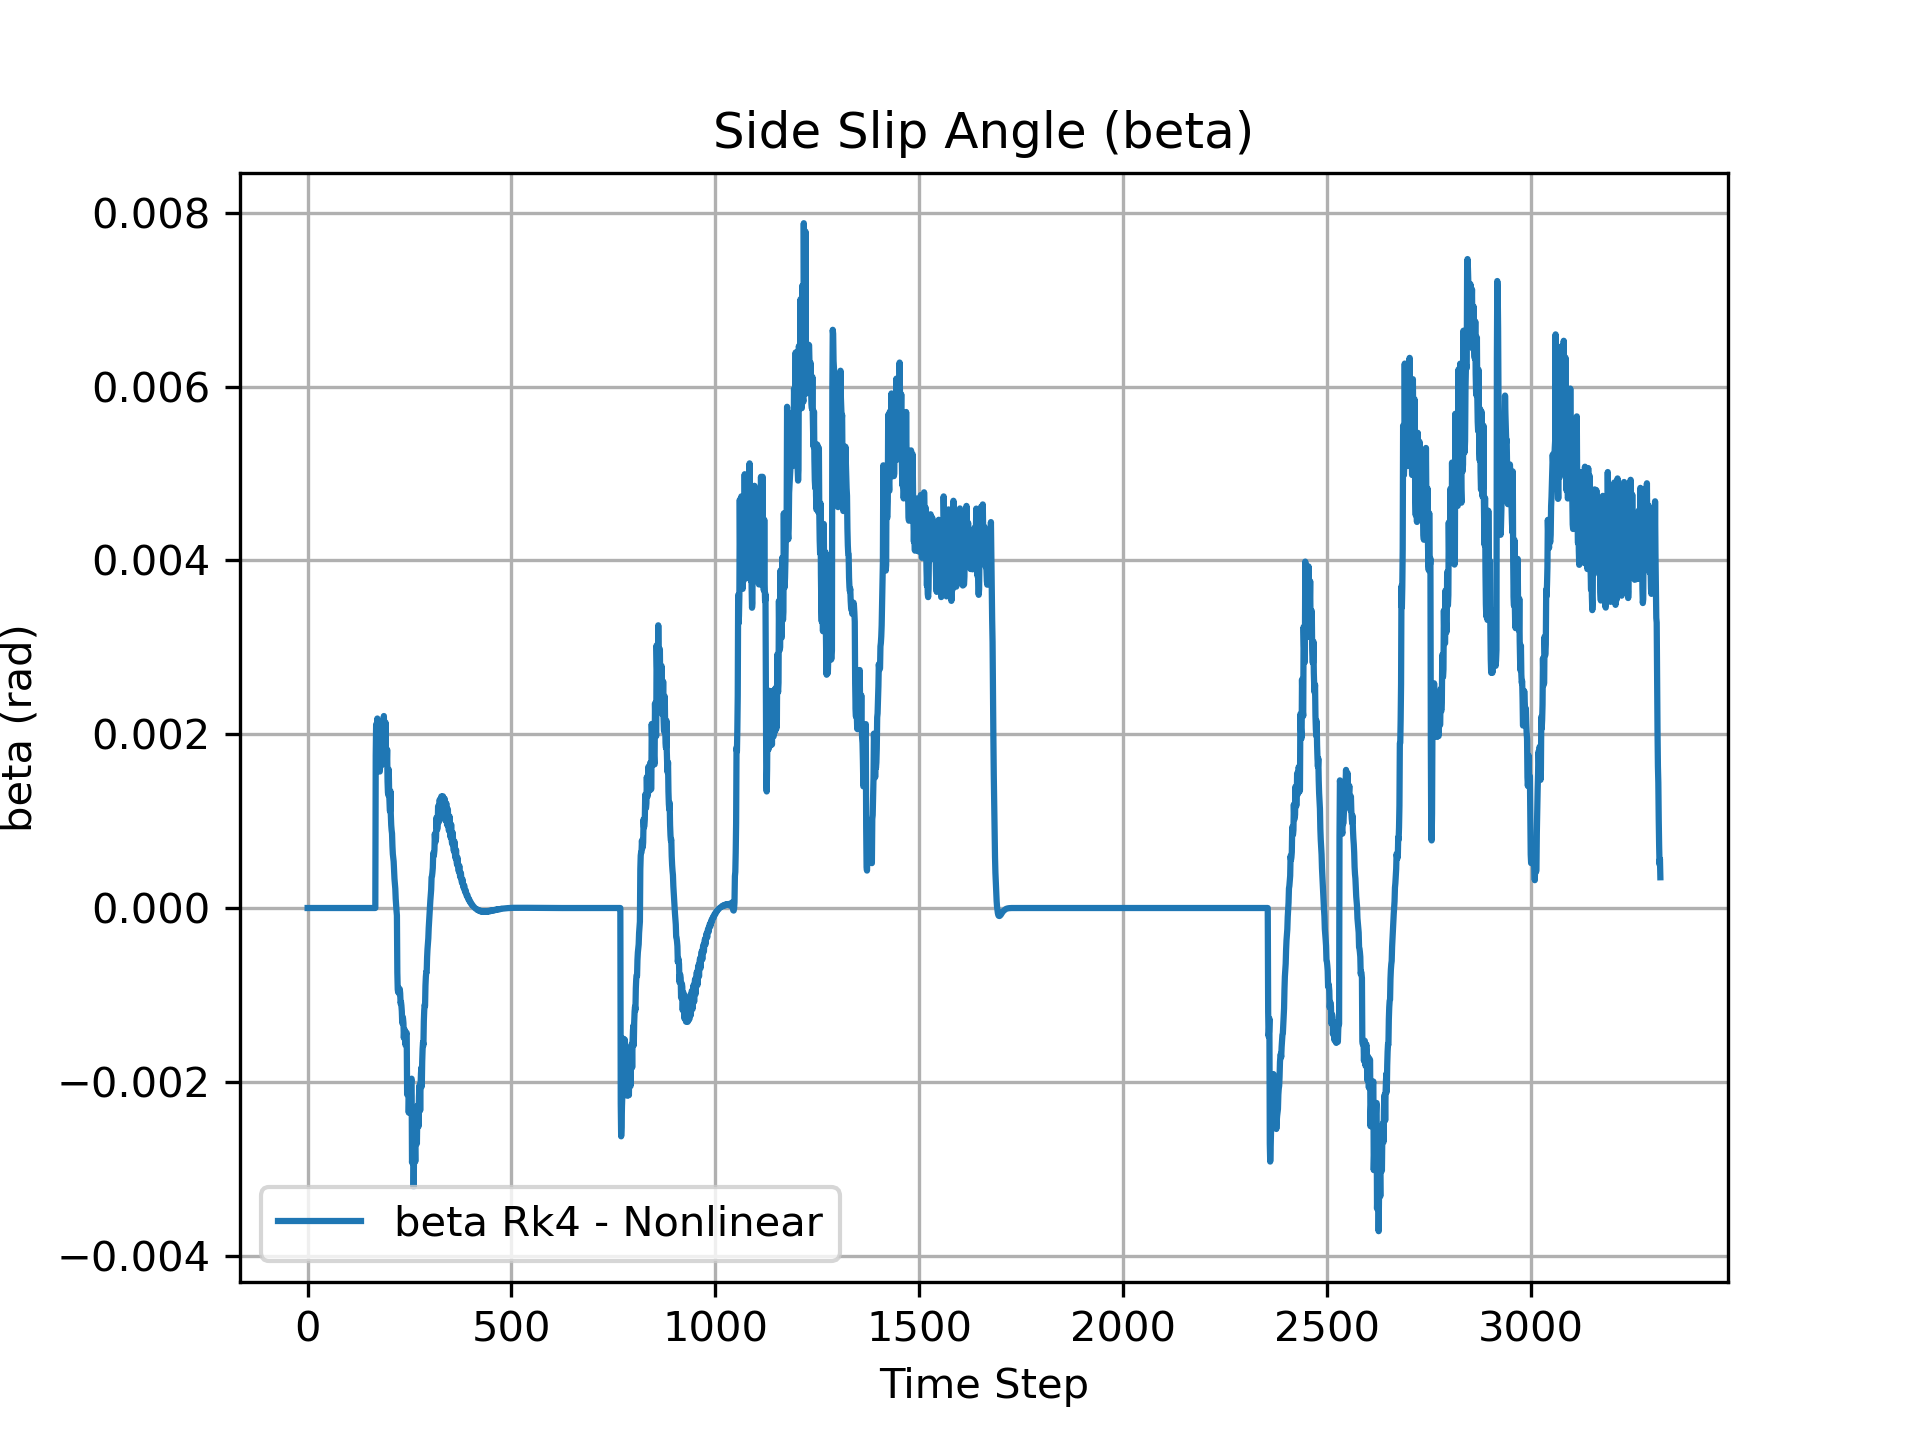 Side Slip Angle (beta)
0.008
0.006
0.004
0.002
0.000
−0.002
−0.004
beta (rad)
beta Rk4 - Nonlinear
0 500 1000 1500 2000 2500 3000
Time Step